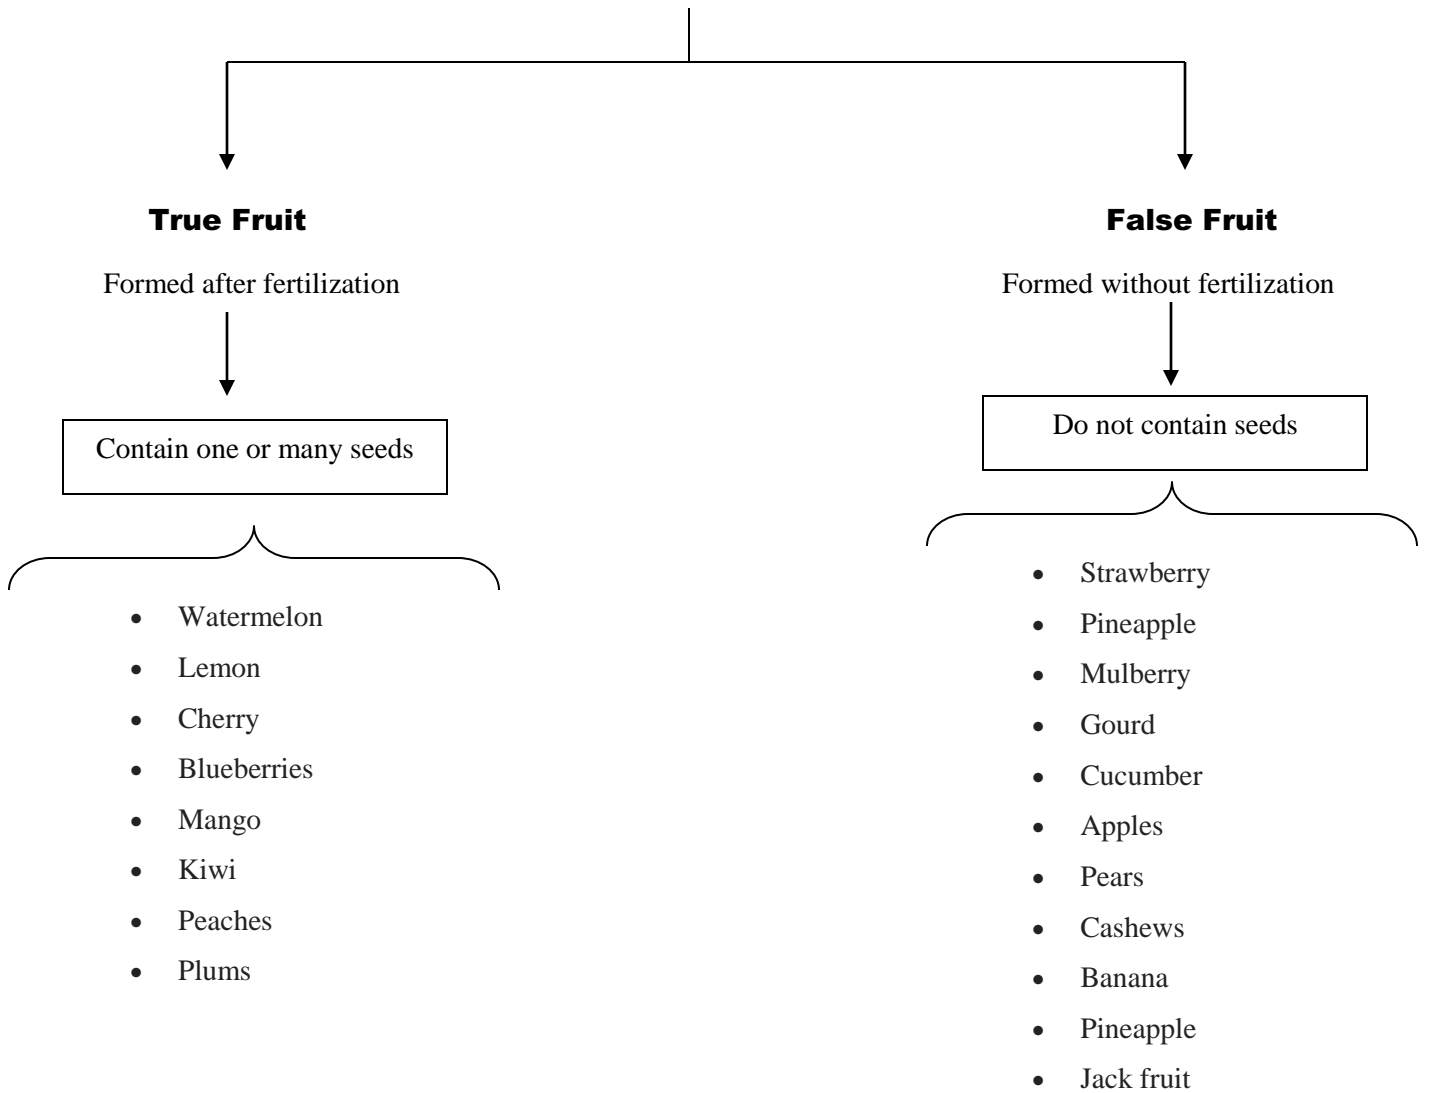 True Fruit
Formed after fertilization
Contain one or many seeds
• Watermelon
• Lemon
• Cherry
• Blueberries
• Mango
• Kiwi
• Peaches
• Plums
False Fruit
Formed without fertilization
Do not contain seeds
• Strawberry
• Pineapple
• Mulberry
• Gourd
• Cucumber
• Apples
• Pears
• Cashews
• Banana
• Pineapple
• Jack fruit